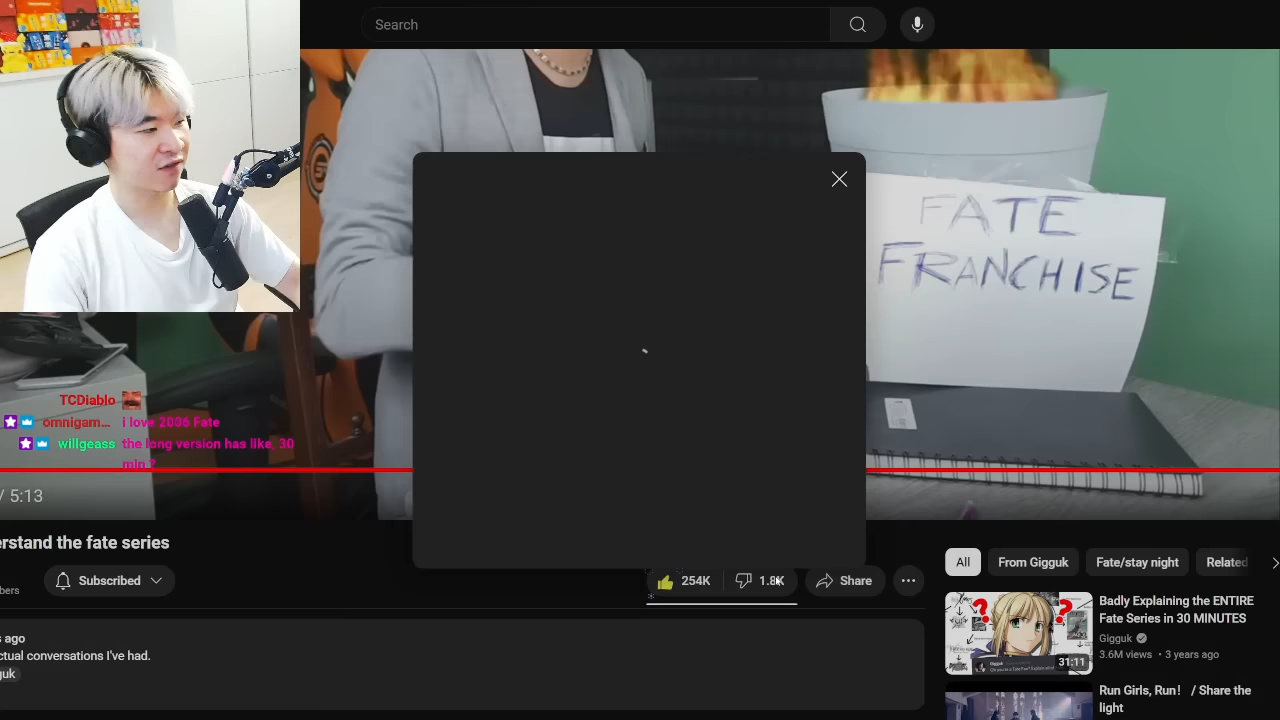 Search
FATE
FRANCHISE
TCDiablo
omnigam... i love 2006 Fate
willgeass the long version has like, 30
min ?
/ 5:13
erstand the fate series
bers
Subscribed
254K
1.8K
Share
s ago
ctual conversations I've had.
guk
All
From Gigguk
Fate/stay night
Related
Badly Explaining the ENTIRE
Fate Series in 30 MINUTES
Gigguk
3.6M views • 3 years ago
31:11
Run Girls, Run! / Share the
light